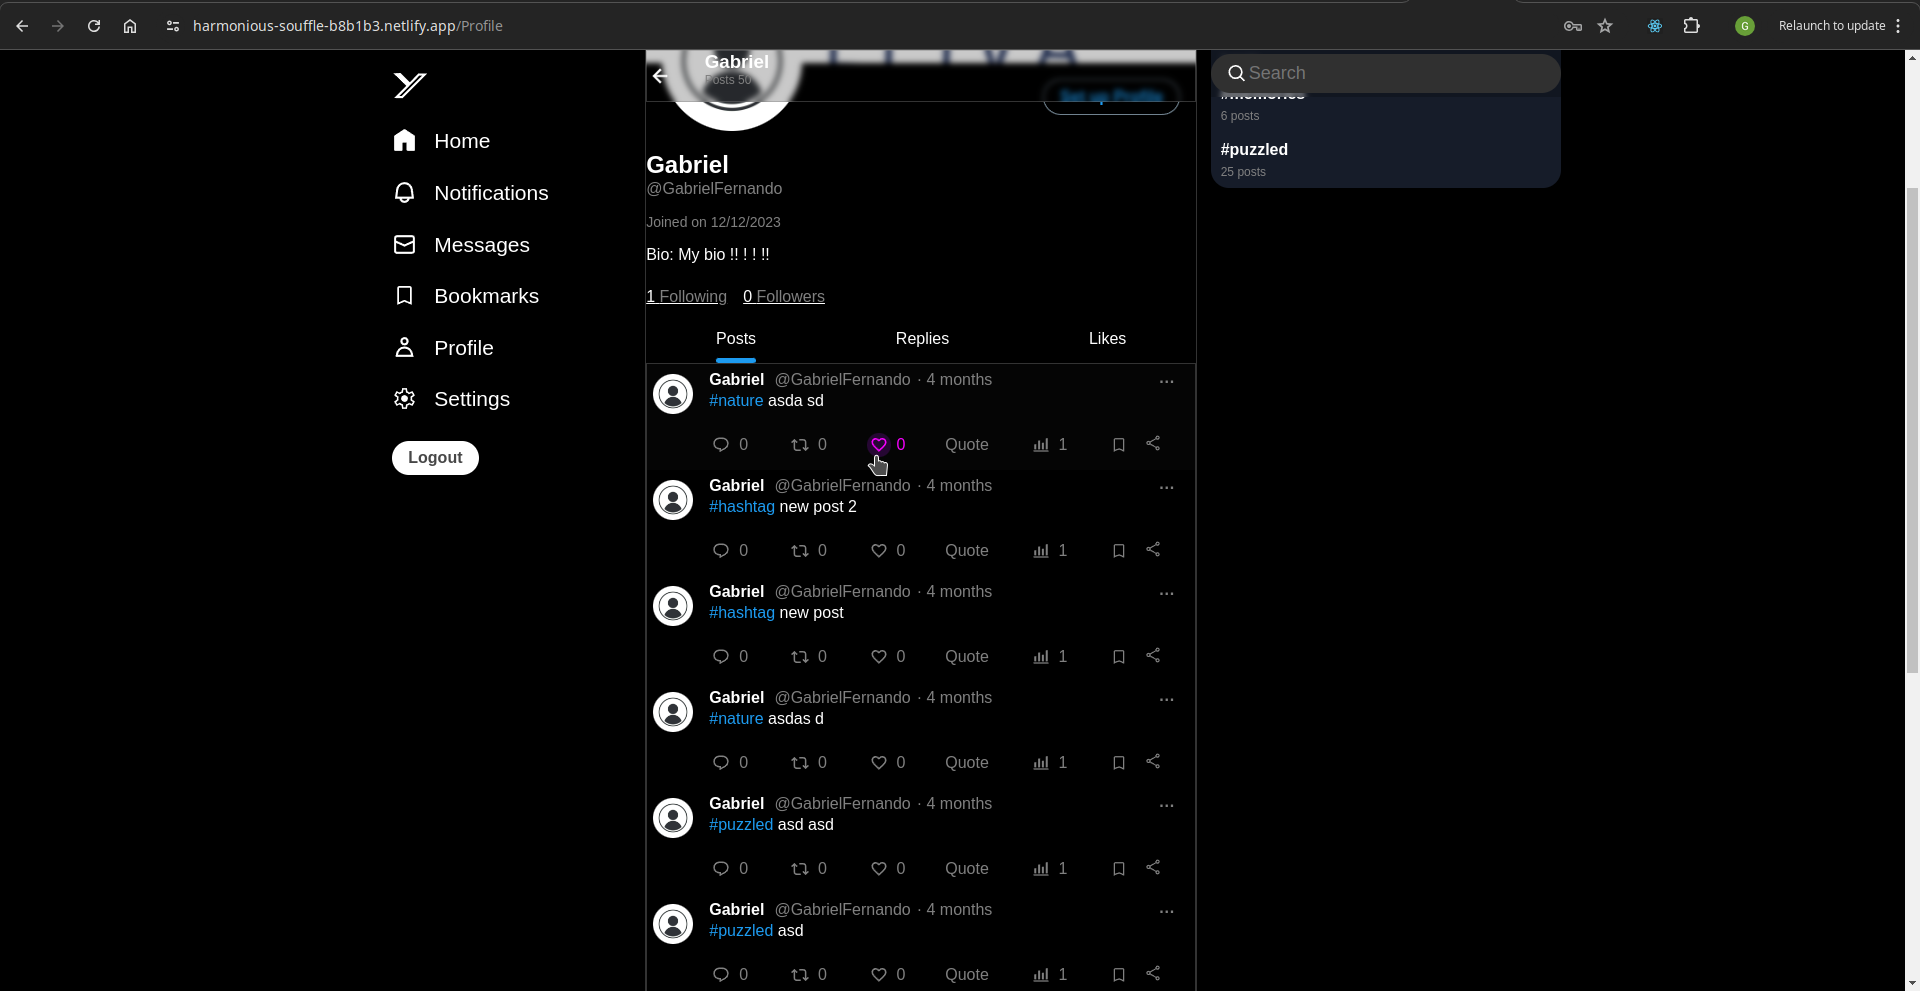 harmonious-souffle-b8b1b3.netlify.app/Profile
G
Relaunch to update
Home
Notifications
Messages
Bookmarks
Profile
Settings
Logout
Gabriel
Posts 50
Set up Profile
Gabriel
@GabrielFernando
Joined on 12/12/2023
Bio: My bio !! ! ! !!
1 Following 0 Followers
Posts Replies Likes
Gabriel @GabrielFernando · 4 months ...
#nature asda sd
0 0 0 Quote 1
Gabriel @GabrielFernando · 4 months ...
#hashtag new post 2
0 0 0 Quote 1
Gabriel @GabrielFernando · 4 months ...
#hashtag new post
0 0 0 Quote 1
Gabriel @GabrielFernando · 4 months ...
#nature asdas d
0 0 0 Quote 1
Gabriel @GabrielFernando · 4 months ...
#puzzled asd asd
0 0 0 Quote 1
Gabriel @GabrielFernando · 4 months ...
#puzzled asd
0 0 0 Quote 1
Search
#memories
6 posts
#puzzled
25 posts